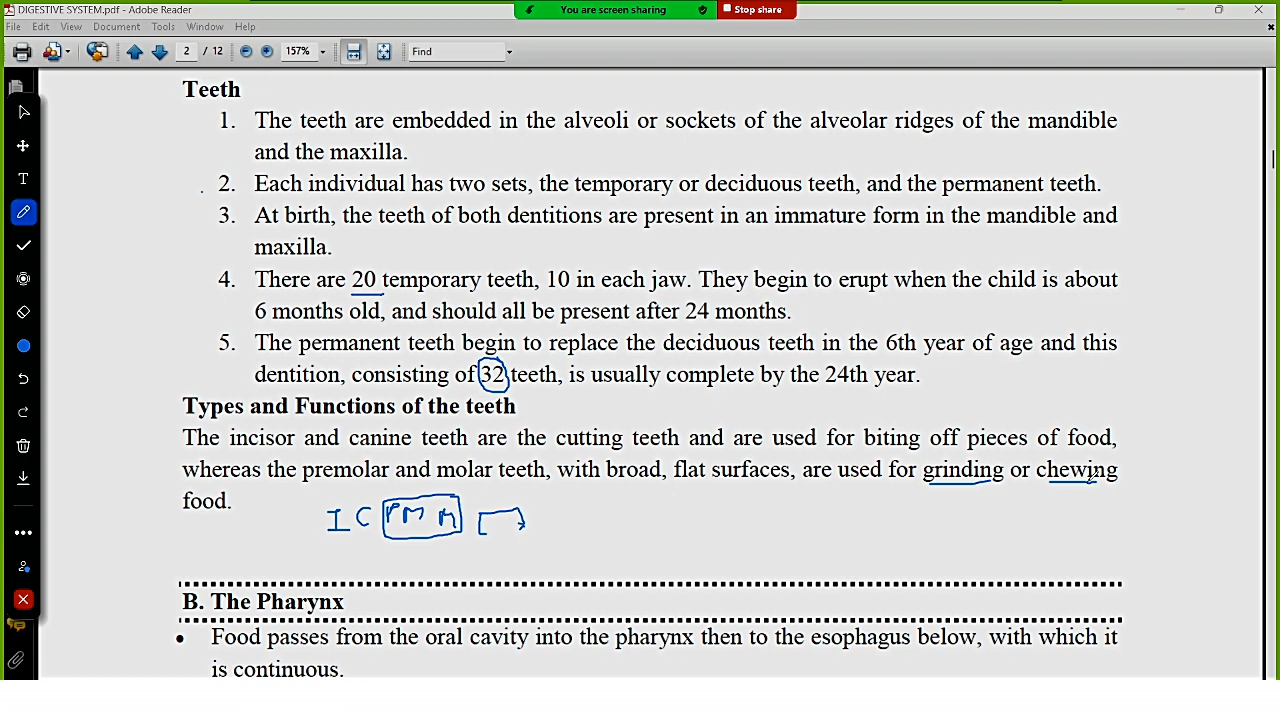 DIGESTIVE SYSTEM.pdf - Adobe Reader
You are screen sharing
Stop share
File Edit View Document Tools Window Help
2 / 12 157% Find
Teeth
1. The teeth are embedded in the alveoli or sockets of the alveolar ridges of the mandible
and the maxilla.
2. Each individual has two sets, the temporary or deciduous teeth, and the permanent teeth.
3. At birth, the teeth of both dentitions are present in an immature form in the mandible and
maxilla.
4. There are 20 temporary teeth, 10 in each jaw. They begin to erupt when the child is about
6 months old, and should all be present after 24 months.
5. The permanent teeth begin to replace the deciduous teeth in the 6th year of age and this
dentition, consisting of 32 teeth, is usually complete by the 24th year.
Types and Functions of the teeth
The incisor and canine teeth are the cutting teeth and are used for biting off pieces of food,
whereas the premolar and molar teeth, with broad, flat surfaces, are used for grinding or chewing
food.
I C PM M
B. The Pharynx
• Food passes from the oral cavity into the pharynx then to the esophagus below, with which it
is continuous.